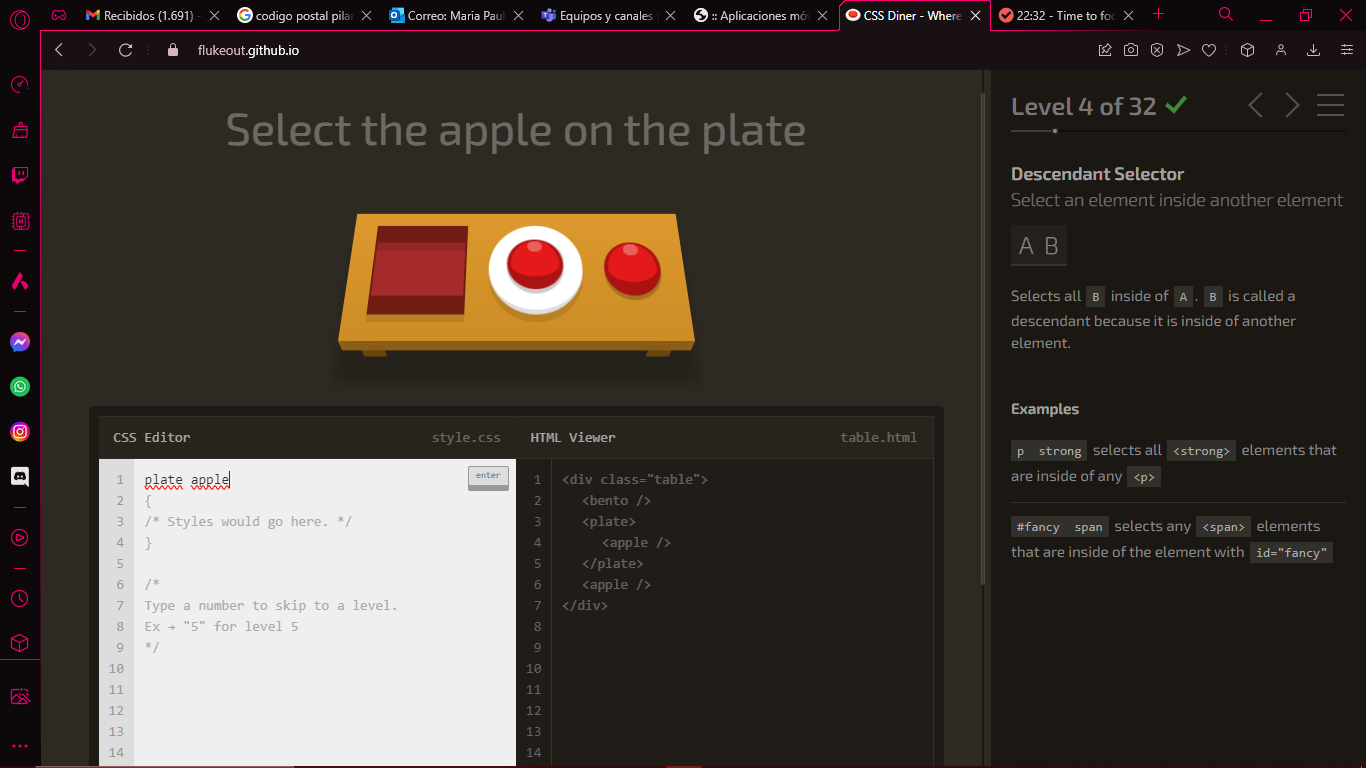 Recibidos (1.691) -
codigo postal pila
Correo: Maria Paul
Equipos y canales
:: Aplicaciones móv
CSS Diner - Where
22:32 - Time to foc
flukeout.github.io
Select the apple on the plate
CSS Editor
style.css
HTML Viewer
table.html
1 plate apple
enter
2 {
3 /* Styles would go here. */
4 }
5
6 /*
7 Type a number to skip to a level.
8 Ex → "5" for level 5
9 */
10
11
12
13
14
1 <div class="table">
2 <bento />
3 <plate>
4 <apple />
5 </plate>
6 <apple />
7 </div>
8
9
10
11
12
13
14
Level 4 of 32
Descendant Selector
Select an element inside another element
A B
Selects all B inside of A . B is called a
descendant because it is inside of another
element.
Examples
p strong selects all <strong> elements that
are inside of any <p>
#fancy span selects any <span> elements
that are inside of the element with id="fancy"